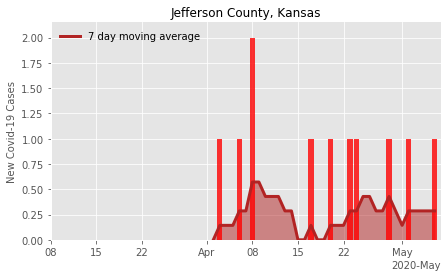 Jefferson County, Kansas
7 day moving average
New Covid-19 Cases
2.00
1.75
1.50
1.25
1.00
0.75
0.50
0.25
0.00
08 15 22 Apr 08 15 22 May
2020-May